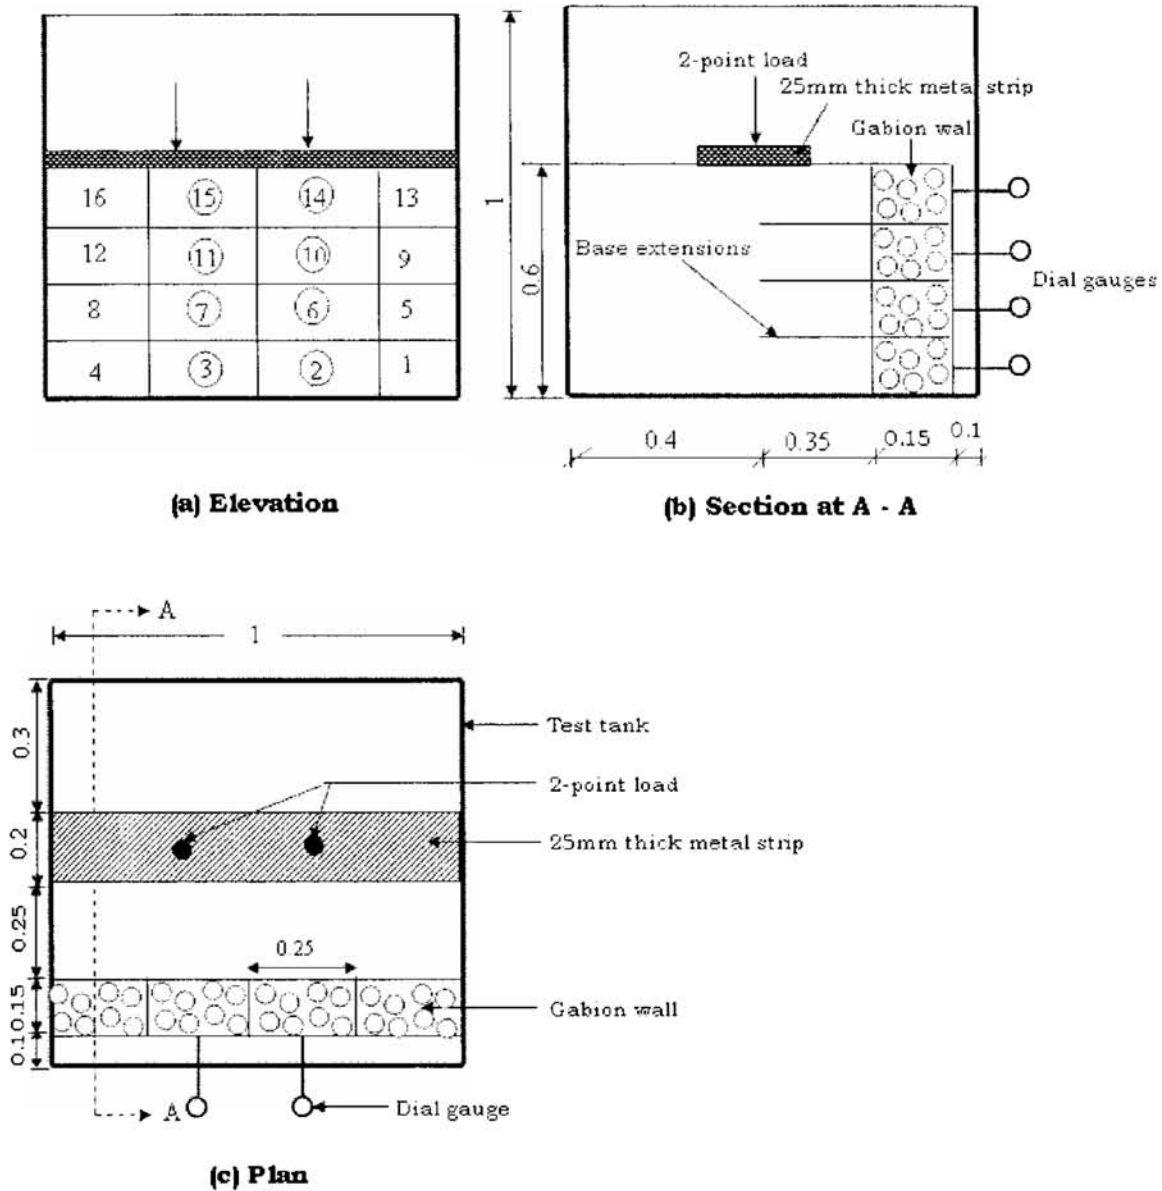 16 15 14 13
12 11 10 9
8 7 6 5
4 3 2 1
(a) Elevation
2-point load
25mm thick metal strip
Gabion wal
1
0.6
Base extensions
Dial gauges
0.4 0.35 0.15 0.1
(b) Section at A - A
A
1
0.3
Test tank
2-point load
0.2
25mm thick metal strip
0.25
0.25
0.15
Gabion wall
0.1
A
Dial gauge
(c) Plan